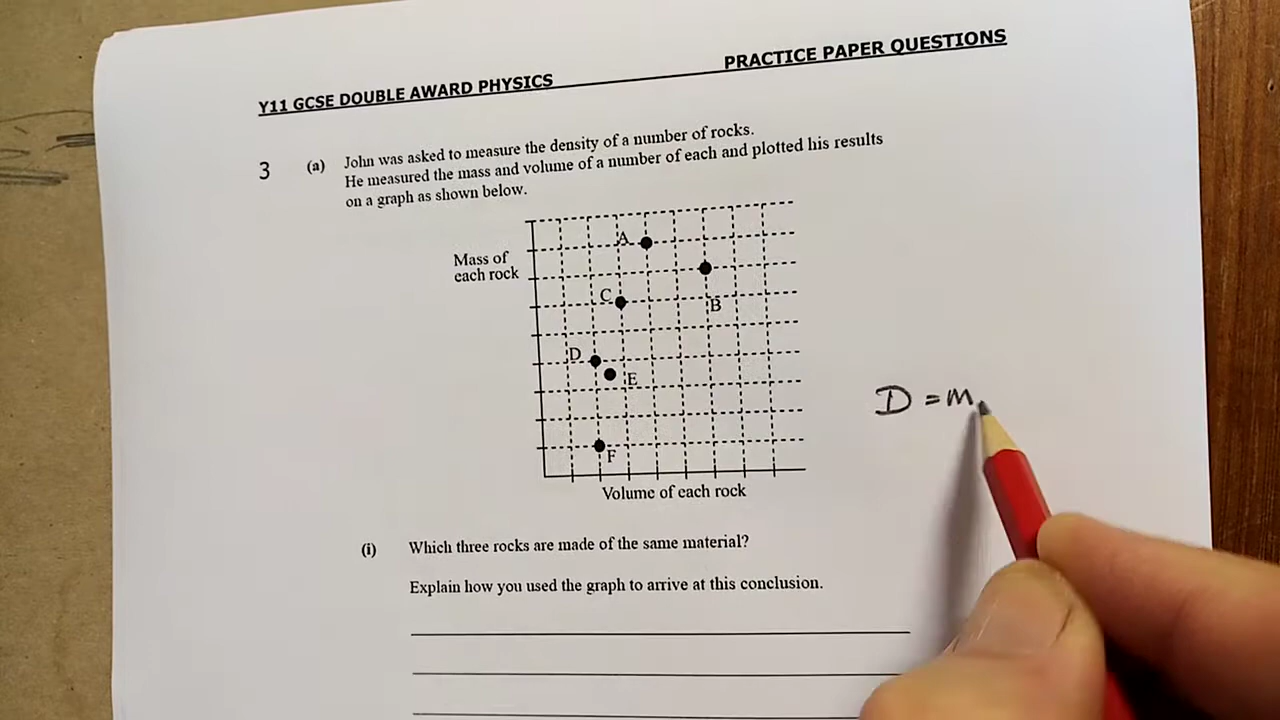 Y11 GCSE DOUBLE AWARD PHYSICS PRACTICE PAPER QUESTIONS
3 (a) John was asked to measure the density of a number of rocks.
He measured the mass and volume of a number of each and plotted his results
on a graph as shown below.
A
Mass of
each rock
C
B
D
E
F
Volume of each rock
D = m
(i) Which three rocks are made of the same material?
Explain how you used the graph to arrive at this conclusion.